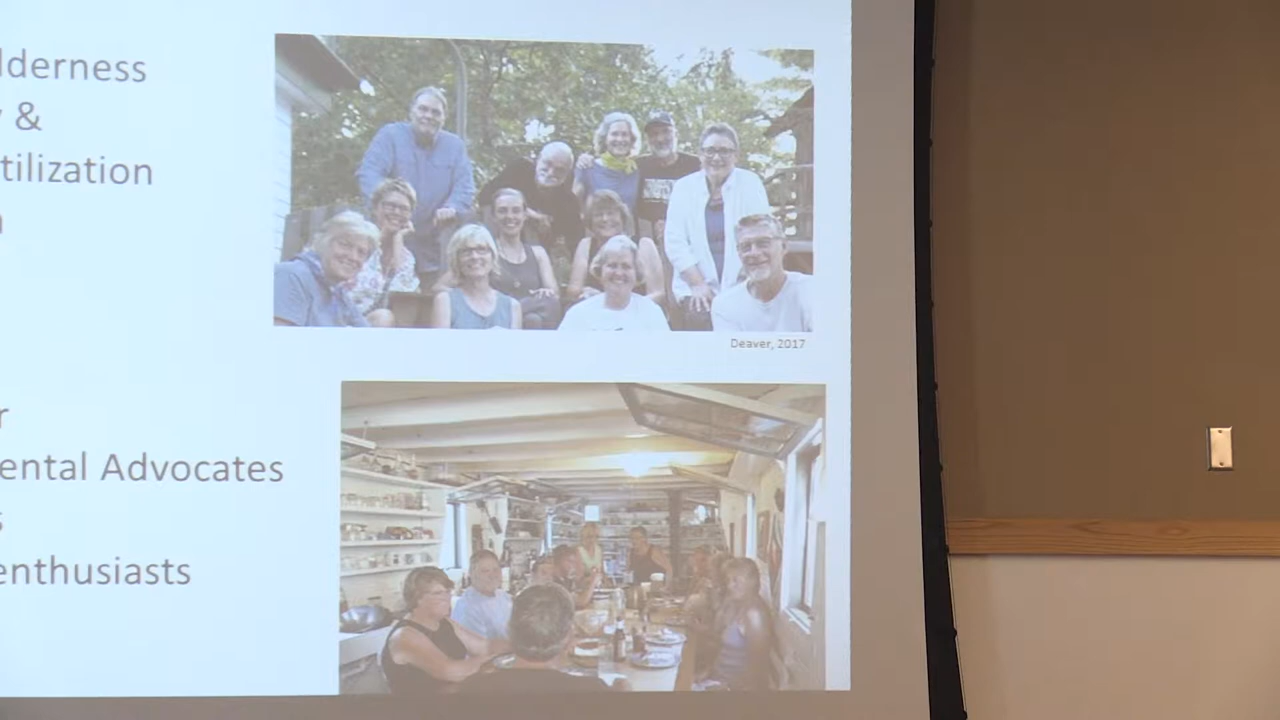 lderness
&
tilization
Deaver, 2017
r
ental Advocates
s
enthusiasts